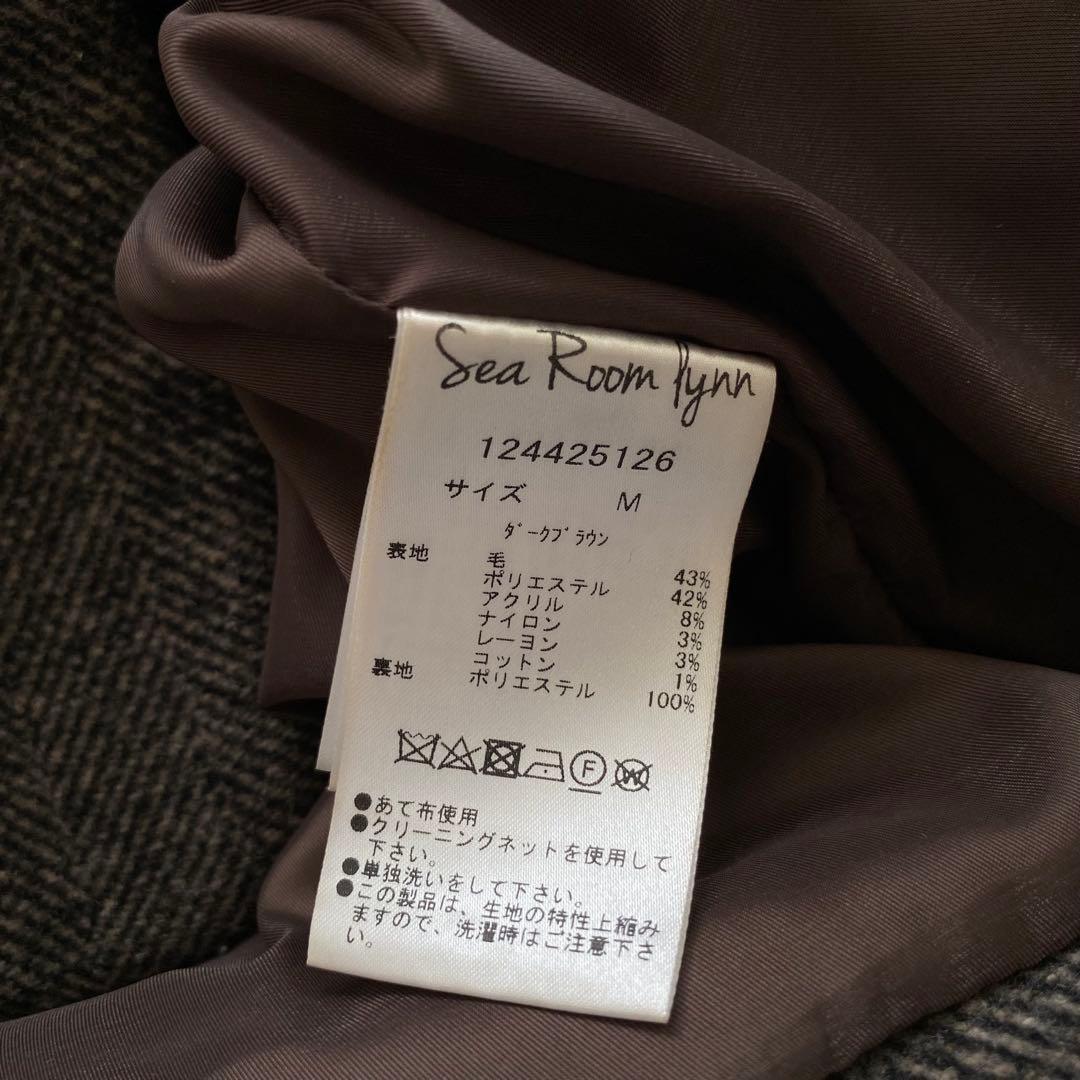 Sea Room lynn
124425126
サイズ M
ﾀﾞｰｸﾌﾞﾗｳﾝ
表地 毛 43%
ポリエステル 42%
アクリル 8%
ナイロン 3%
レーヨン 3%
コットン 1%
裏地 ポリエステル 100%
F W
●あて布使用
●クリーニングネットを使用して
下さい。
●単独洗いをして下さい。
●この製品は、生地の特性上縮み
ますので、洗濯時はご注意下さ
い。